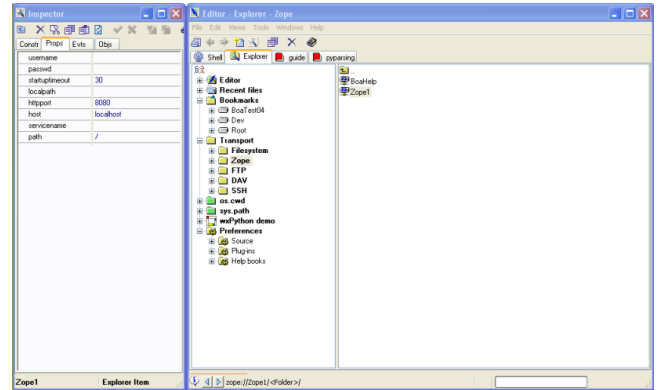 Inspector
Constr Props Evts Objs
username
passwd
startuptimeout 30
localpath
httpport 8080
host localhost
servicename
path /
Zope1 Explorer Item
Editor - Explorer - Zope
File Edit Views Tools Windows Help
Shell Explorer guide pyparsing
Editor
Recent files
Bookmarks
BoaTest04
Dev
Root
Transport
Filesystem
Zope
FTP
DAV
SSH
os.cwd
sys.path
wxPython demo
Preferences
Source
Plug-ins
Help books
..
BoaHelp
Zope1
zope://Zope1/<Folder>/